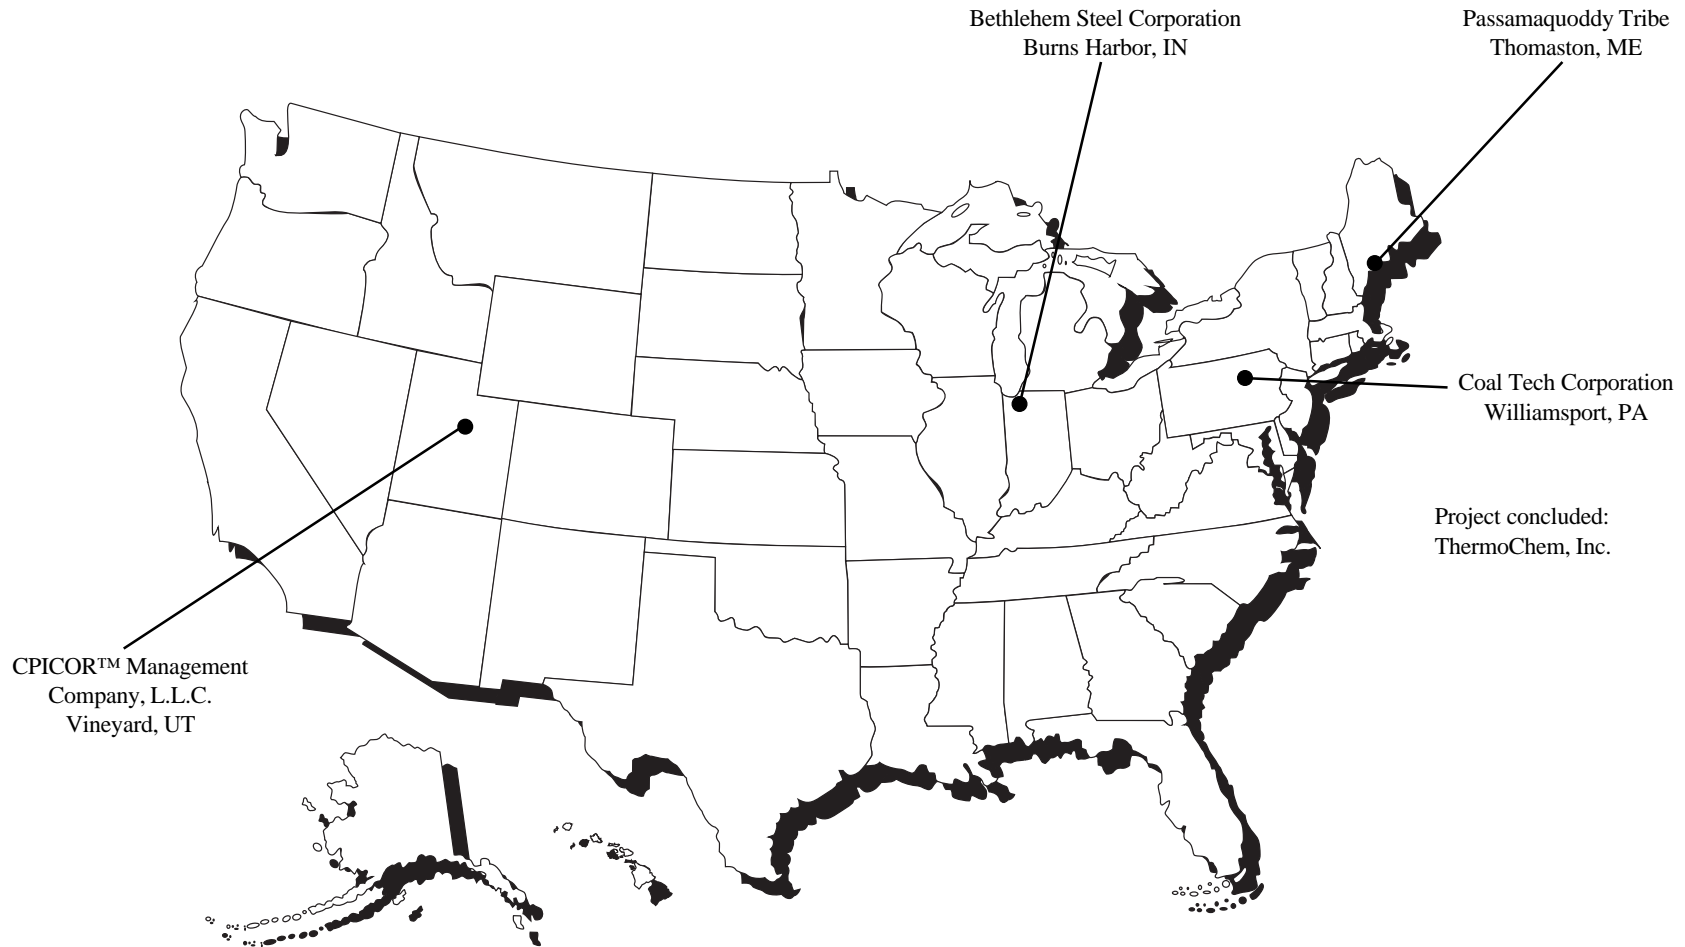 Bethlehem Steel Corporation
Burns Harbor, IN
Passamaquoddy Tribe
Thomaston, ME
Coal Tech Corporation
Williamsport, PA
Project concluded:
ThermoChem, Inc.
CPICOR™ Management
Company, L.L.C.
Vineyard, UT